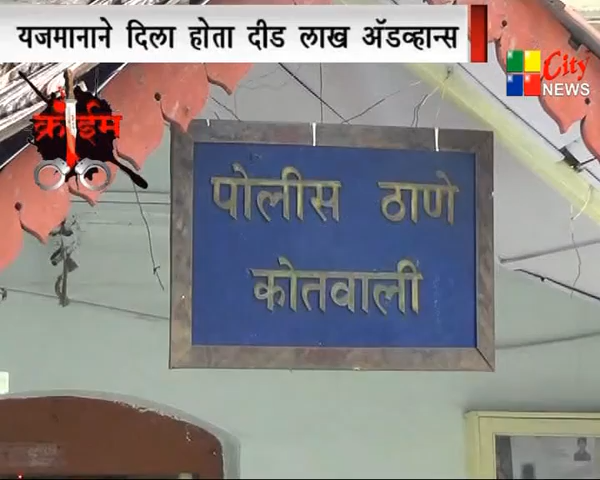 यजमानाने दिला होता दीड लाख ॲडव्हान्स
City
NEWS
क्राईम
पोलीस ठाणे
कोतवाली